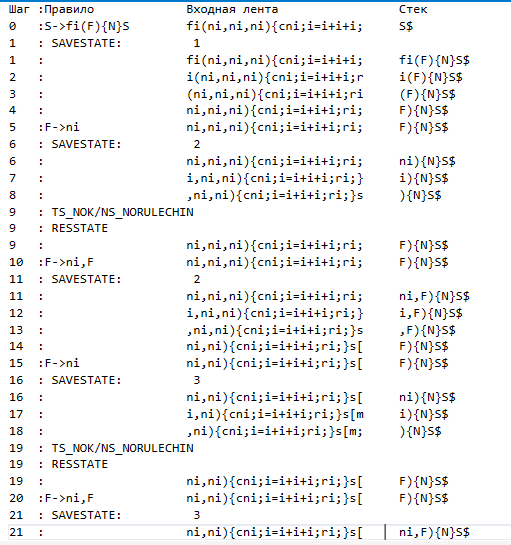 Шаг :Правило Входная лента Стек
0 :S->fi(F){N}S fi(ni,ni,ni){cni;i=i+i+i; S$
1 : SAVESTATE: 1
1 : fi(ni,ni,ni){cni;i=i+i+i; fi(F){N}S$
2 : i(ni,ni,ni){cni;i=i+i+i;r i(F){N}S$
3 : (ni,ni,ni){cni;i=i+i+i;ri (F){N}S$
4 : ni,ni,ni){cni;i=i+i+i;ri; F){N}S$
5 :F->ni ni,ni,ni){cni;i=i+i+i;ri; F){N}S$
6 : SAVESTATE: 2
6 : ni,ni,ni){cni;i=i+i+i;ri; ni){N}S$
7 : i,ni,ni){cni;i=i+i+i;ri;} i){N}S$
8 : ,ni,ni){cni;i=i+i+i;ri;}s ){N}S$
9 : TS_NOK/NS_NORULECHIN
9 : RESSTATE
9 : ni,ni,ni){cni;i=i+i+i;ri; F){N}S$
10 :F->ni,F ni,ni,ni){cni;i=i+i+i;ri; F){N}S$
11 : SAVESTATE: 2
11 : ni,ni,ni){cni;i=i+i+i;ri; ni,F){N}S$
12 : i,ni,ni){cni;i=i+i+i;ri;} i,F){N}S$
13 : ,ni,ni){cni;i=i+i+i;ri;}s ,F){N}S$
14 : ni,ni){cni;i=i+i+i;ri;}s[ F){N}S$
15 :F->ni ni,ni){cni;i=i+i+i;ri;}s[ F){N}S$
16 : SAVESTATE: 3
16 : ni,ni){cni;i=i+i+i;ri;}s[ ni){N}S$
17 : i,ni){cni;i=i+i+i;ri;}s[m i){N}S$
18 : ,ni){cni;i=i+i+i;ri;}s[m; ){N}S$
19 : TS_NOK/NS_NORULECHIN
19 : RESSTATE
19 : ni,ni){cni;i=i+i+i;ri;}s[ F){N}S$
20 :F->ni,F ni,ni){cni;i=i+i+i;ri;}s[ F){N}S$
21 : SAVESTATE: 3
21 : ni,ni){cni;i=i+i+i;ri;}s[ ni,F){N}S$